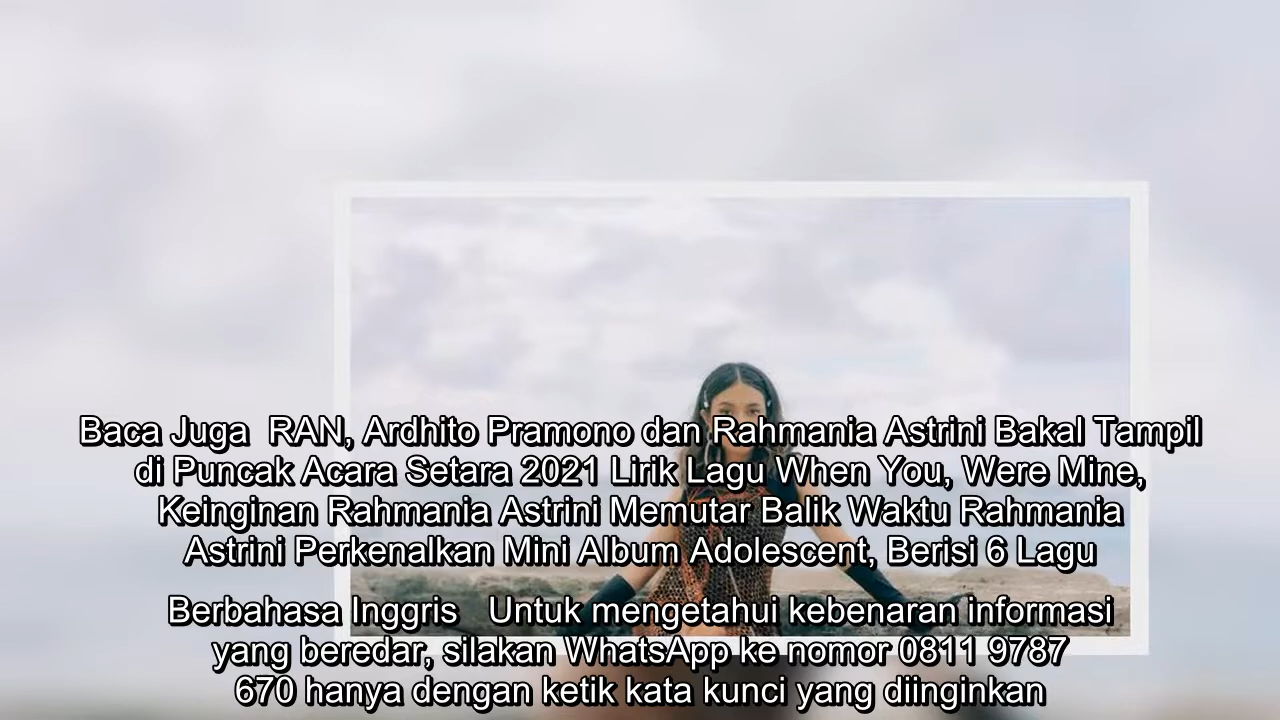 Baca Juga  RAN, Ardhito Pramono dan Rahmania Astrini Bakal Tampil
di Puncak Acara Setara 2021 Lirik Lagu When You, Were Mine,
Keinginan Rahmania Astrini Memutar Balik Waktu Rahmania
Astrini Perkenalkan Mini Album Adolescent, Berisi 6 Lagu
Berbahasa Inggris   Untuk mengetahui kebenaran informasi
yang beredar, silakan WhatsApp ke nomor 0811 9787
670 hanya dengan ketik kata kunci yang diinginkan